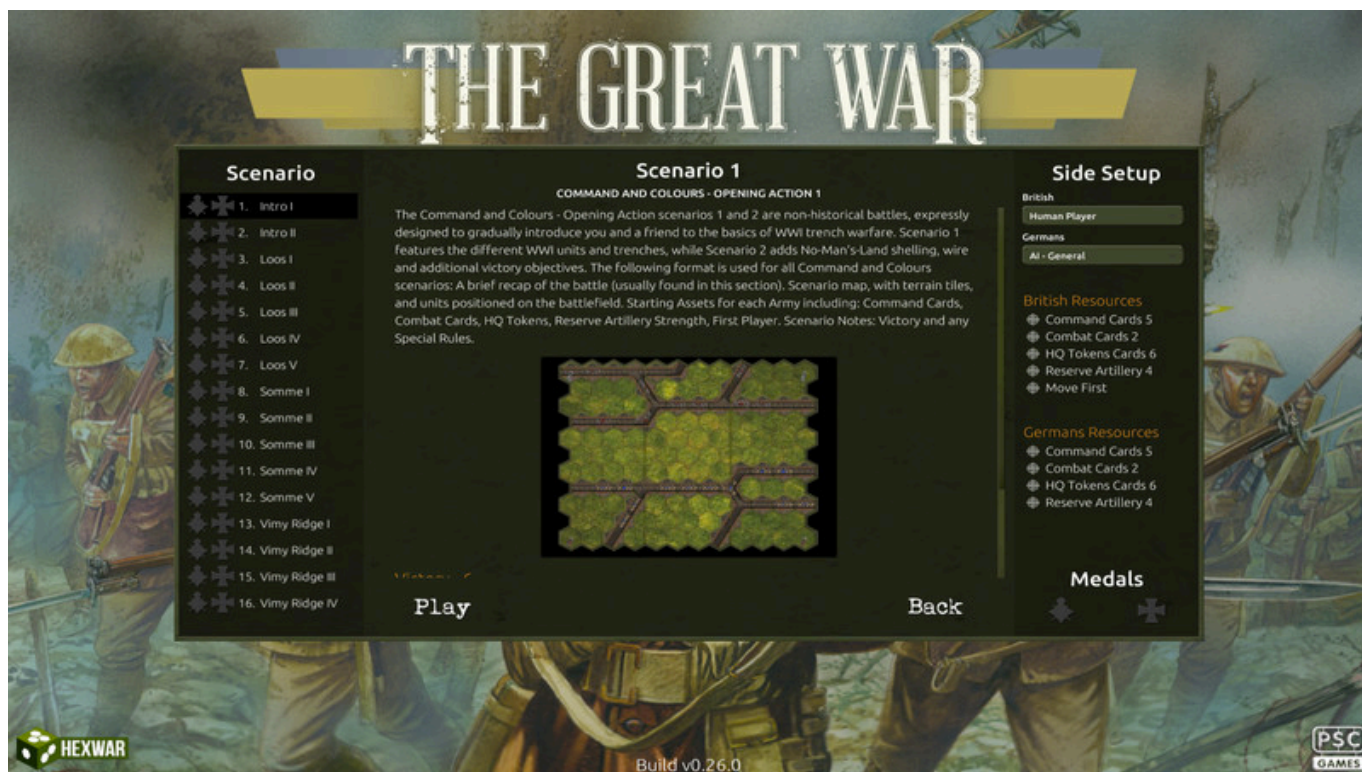 THE GREAT WAR
Scenario
1. Intro I
2. Intro II
3. Loos I
4. Loos II
5. Loos III
6. Loos IV
7. Loos V
8. Somme I
9. Somme II
10. Somme III
11. Somme IV
12. Somme V
13. Vimy Ridge I
14. Vimy Ridge II
15. Vimy Ridge III
16. Vimy Ridge IV
Scenario 1
COMMAND AND COLOURS - OPENING ACTION 1
The Command and Colours - Opening Action scenarios 1 and 2 are non-historical battles, expressly
designed to gradually introduce you and a friend to the basics of WWI trench warfare. Scenario 1
features the different WWI units and trenches, while Scenario 2 adds No-Man's-Land shelling, wire
and additional victory objectives. The following format is used for all Command and Colours
scenarios: A brief recap of the battle (usually found in this section). Scenario map, with terrain tiles,
and units positioned on the battlefield. Starting Assets for each Army including: Command Cards,
Combat Cards, HQ Tokens, Reserve Artillery Strength, First Player. Scenario Notes: Victory and any
Special Rules.
Play
Back
Side Setup
British
Human Player
Germans
AI - General
British Resources
Command Cards 5
Combat Cards 2
HQ Tokens Cards 6
Reserve Artillery 4
Move First
Germans Resources
Command Cards 5
Combat Cards 2
HQ Tokens Cards 6
Reserve Artillery 4
Medals
HEXWAR
Build v0.26.0
PSC
GAMES